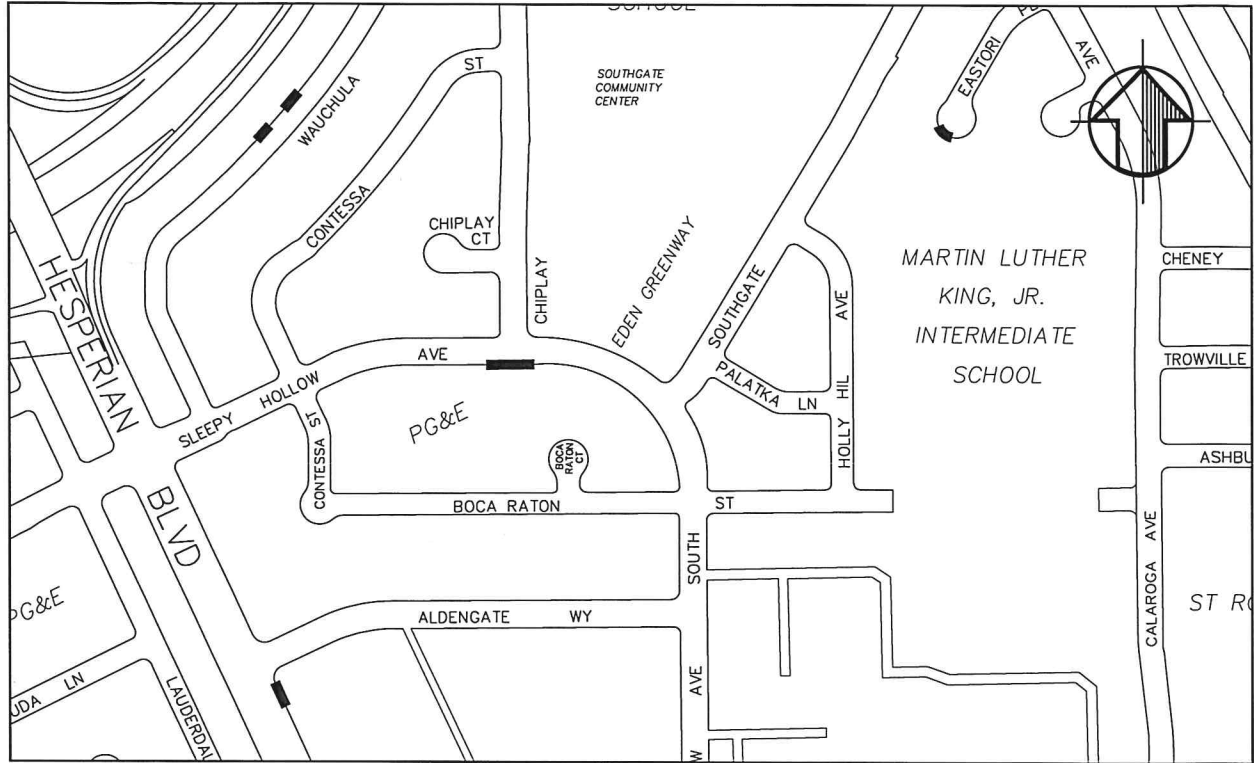 SCHOOL
SOUTHGATE
COMMUNITY
CENTER
ST
WAUCHULA
CONTESSA
CHIPLAY
CT
CHIPLAY
EDEN GREENWAY
SOUTHGATE
EASTORI
AVE
MARTIN LUTHER
KING, JR.
INTERMEDIATE
SCHOOL
CHENEY
TROWVILLE
ASHBU
HESPERIAN
BLVD
SLEEPY HOLLOW AVE
PG&E
CONTESSA ST
BOCA
RATON
CT
BOCA RATON ST
PALATKA LN
HOLLY HIL AVE
SOUTH
AVE
W
ALDENGATE WY
PG&E
UDA LN
LAUDERDAL
CALAROGA AVE
ST RO